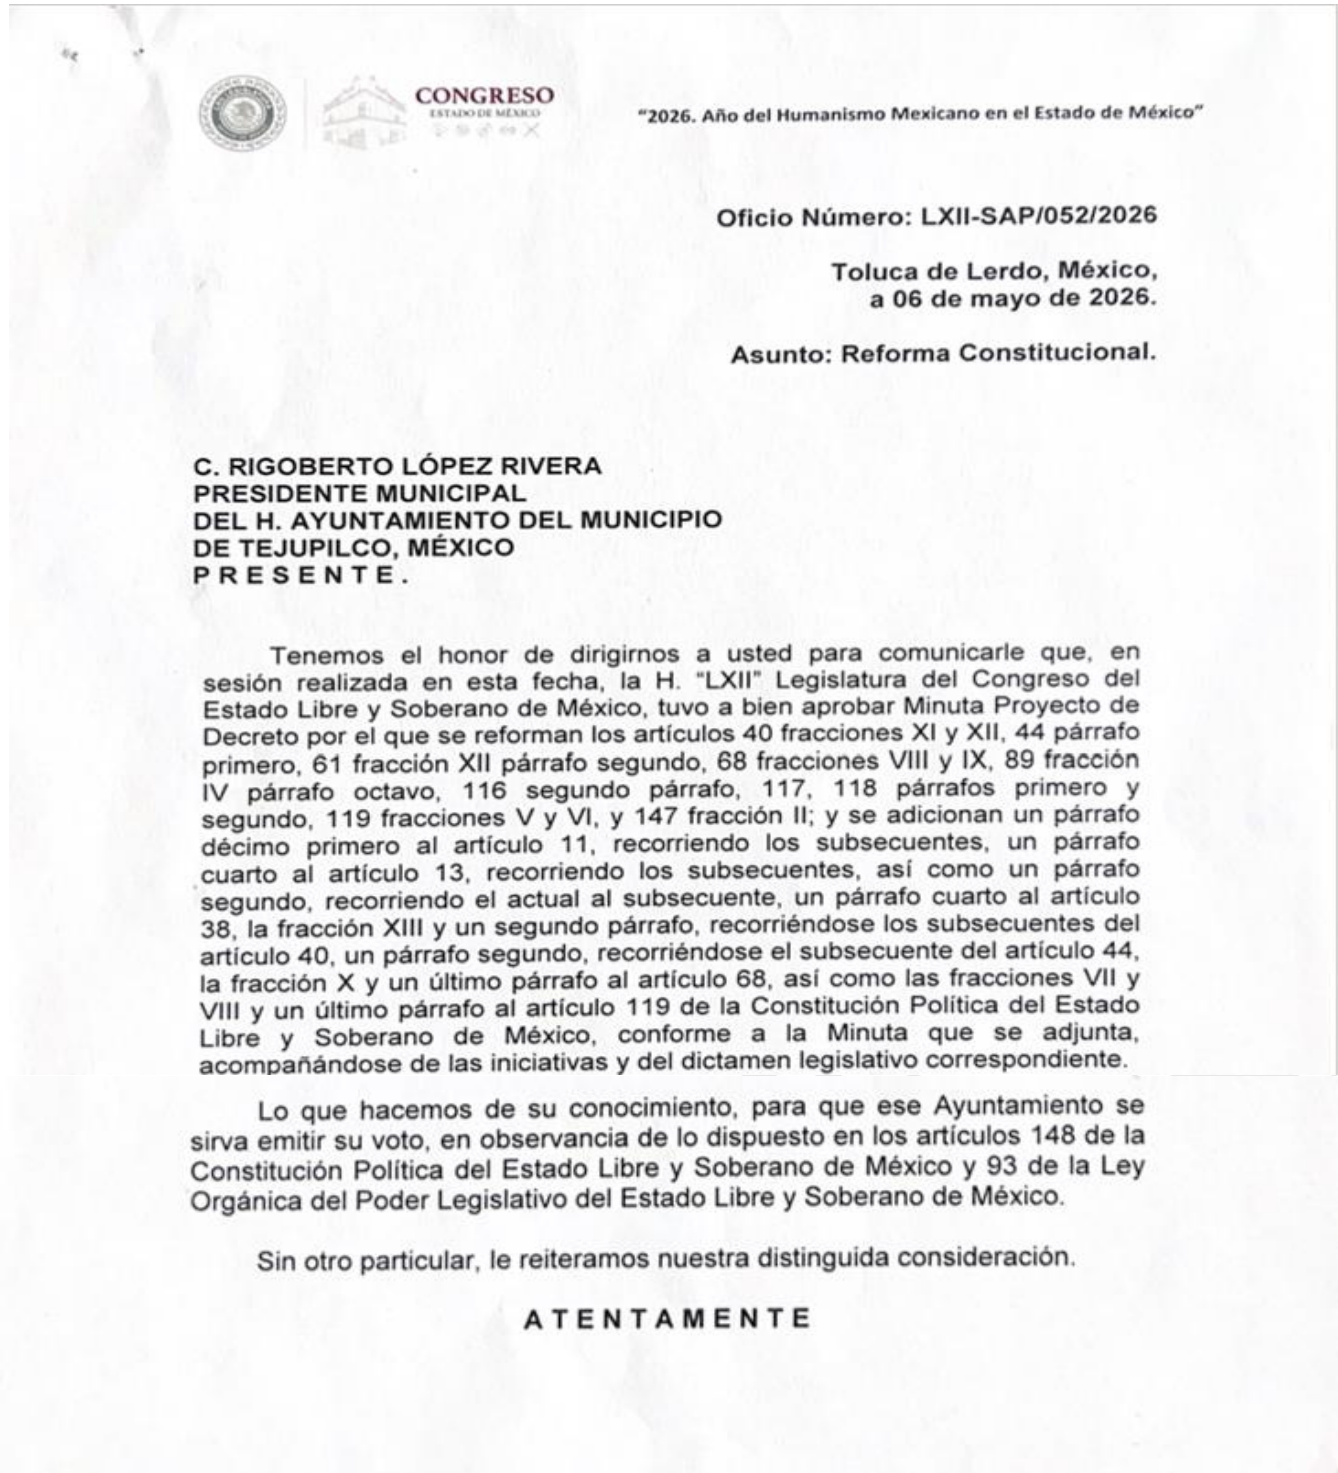 CONGRESO
ESTADO DE MÉXICO
“2026. Año del Humanismo Mexicano en el Estado de México”
Oficio Número: LXII-SAP/052/2026
Toluca de Lerdo, México,
a 06 de mayo de 2026.
Asunto: Reforma Constitucional.
C. RIGOBERTO LÓPEZ RIVERA
PRESIDENTE MUNICIPAL
DEL H. AYUNTAMIENTO DEL MUNICIPIO
DE TEJUPILCO, MÉXICO
P R E S E N T E .
Tenemos el honor de dirigirnos a usted para comunicarle que, en
sesión realizada en esta fecha, la H. “LXII” Legislatura del Congreso del
Estado Libre y Soberano de México, tuvo a bien aprobar Minuta Proyecto de
Decreto por el que se reforman los artículos 40 fracciones XI y XII, 44 párrafo
primero, 61 fracción XII párrafo segundo, 68 fracciones VIII y IX, 89 fracción
IV párrafo octavo, 116 segundo párrafo, 117, 118 párrafos primero y
segundo, 119 fracciones V y VI, y 147 fracción II; y se adicionan un párrafo
décimo primero al artículo 11, recorriendo los subsecuentes, un párrafo
cuarto al artículo 13, recorriendo los subsecuentes, así como un párrafo
segundo, recorriendo el actual al subsecuente, un párrafo cuarto al artículo
38, la fracción XIII y un segundo párrafo, recorriéndose los subsecuentes del
artículo 40, un párrafo segundo, recorriéndose el subsecuente del artículo 44,
la fracción X y un último párrafo al artículo 68, así como las fracciones VII y
VIII y un último párrafo al artículo 119 de la Constitución Política del Estado
Libre y Soberano de México, conforme a la Minuta que se adjunta,
acompañándose de las iniciativas y del dictamen legislativo correspondiente.
Lo que hacemos de su conocimiento, para que ese Ayuntamiento se
sirva emitir su voto, en observancia de lo dispuesto en los artículos 148 de la
Constitución Política del Estado Libre y Soberano de México y 93 de la Ley
Orgánica del Poder Legislativo del Estado Libre y Soberano de México.
Sin otro particular, le reiteramos nuestra distinguida consideración.
A T E N T A M E N T E